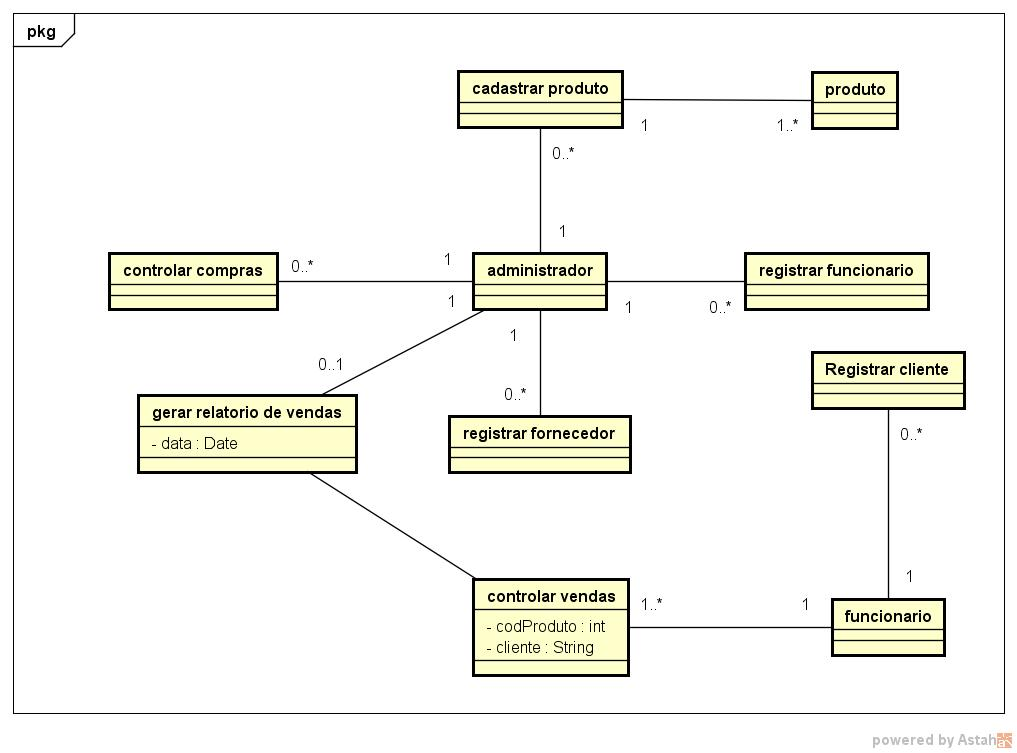 pkg
cadastrar produto
produto
1
1..*
0..*
1
controlar compras
0..*
1
administrador
registrar funcionario
1
0..*
1
1
0..1
0..*
Registrar cliente
0..*
gerar relatorio de vendas
- data : Date
registrar fornecedor
controlar vendas
- codProduto : int
- cliente : String
1..*
1
1
funcionario
powered by Astah